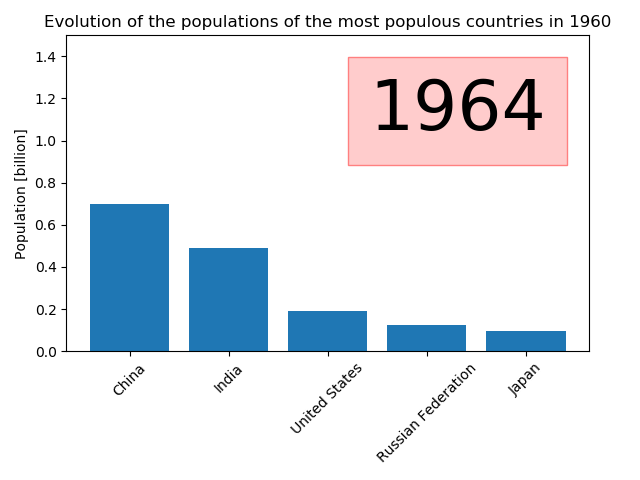 Evolution of the populations of the most populous countries in 1960
1964
Population [billion]
1.4
1.2
1.0
0.8
0.6
0.4
0.2
0.0
China
India
United States
Russian Federation
Japan